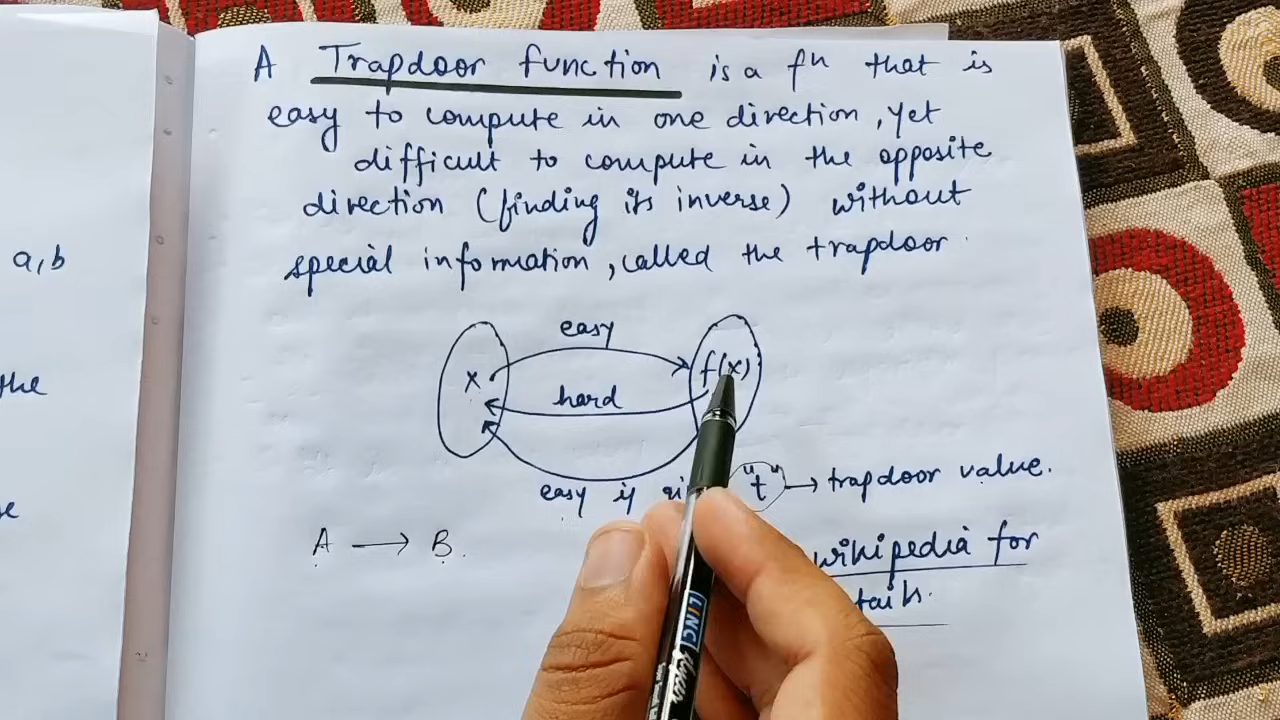 A Trapdoor function is a fn that is
easy to compute in one direction, yet
difficult to compute in the opposite
direction (finding its inverse) without
special information, called the trapdoor.
a,b
easy
x
f(x)
hard
the
easy if "t" → trapdoor value.
A → B.
wikipedia for
LINC